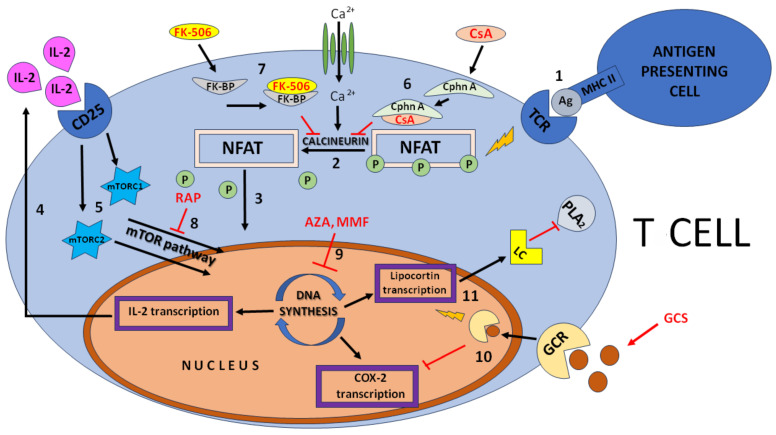 FK-506
Ca2+
CsA
IL-2
IL-2
IL-2
CD25
7
FK-BP
FK-506
FK-BP
Ca2+
6
Cphn A
Cphn A
CsA
1
TCR
Ag
MHC II
ANTIGEN
PRESENTING
CELL
NFAT
CALCINEURIN
2
NFAT
P
P
P
P
P
P
4
5
mTORC1
mTORC2
RAP
8
mTOR pathway
3
AZA, MMF
9
PLA2
LC
T CELL
IL-2 transcription
DNA
SYNTHESIS
Lipocortin
transcription
11
10
GCR
GCS
NUCLEUS
COX-2
transcription